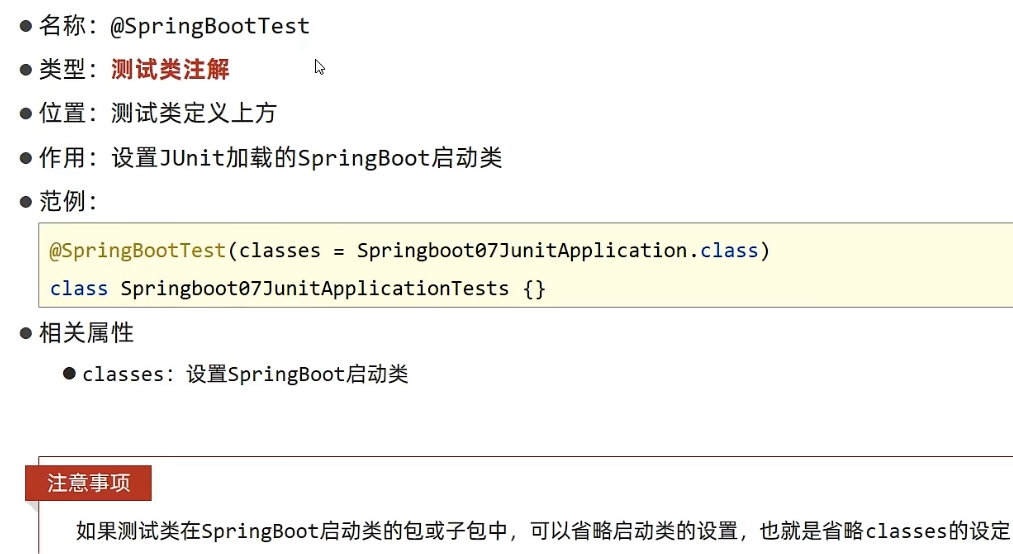 ● 名称：@SpringBootTest
● 类型：测试类注解
● 位置：测试类定义上方
● 作用：设置JUnit加载的SpringBoot启动类
● 范例：
@SpringBootTest(classes = Springboot07JunitApplication.class)
class Springboot07JunitApplicationTests {}
● 相关属性
● classes：设置SpringBoot启动类
注意事项
如果测试类在SpringBoot启动类的包或子包中，可以省略启动类的设置，也就是省略classes的设定